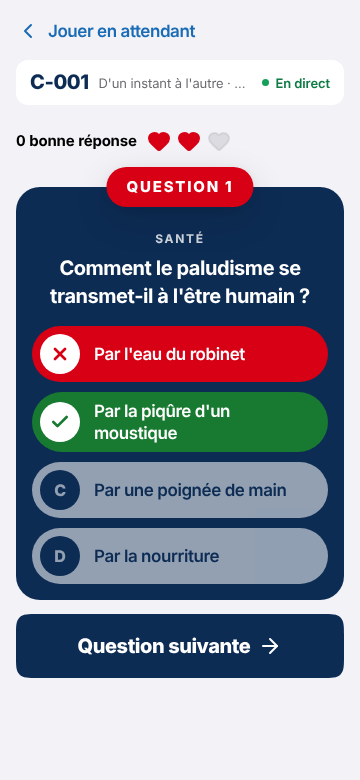 Jouer en attendant
C-001 D'un instant à l'autre · ... En direct
0 bonne réponse
QUESTION 1
SANTÉ
Comment le paludisme se
transmet-il à l'être humain ?
Par l'eau du robinet
Par la piqûre d'un
moustique
C Par une poignée de main
D Par la nourriture
Question suivante →